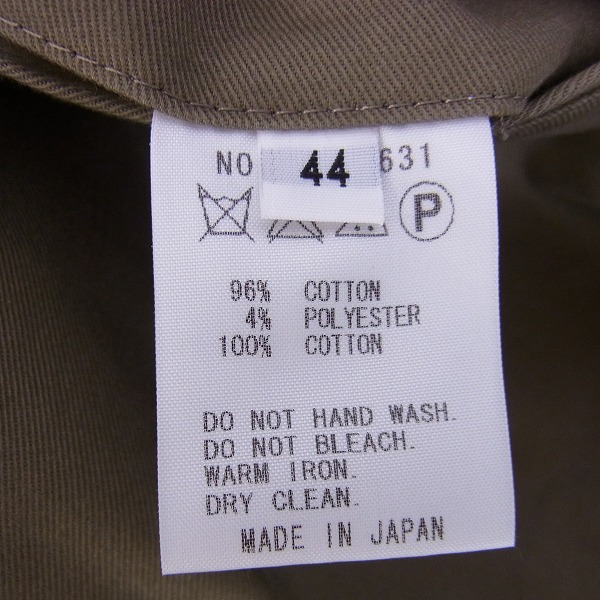 NO 44 631
P
96% COTTON
4% POLYESTER
100% COTTON
DO NOT HAND WASH.
DO NOT BLEACH.
WARM IRON.
DRY CLEAN.
MADE IN JAPAN